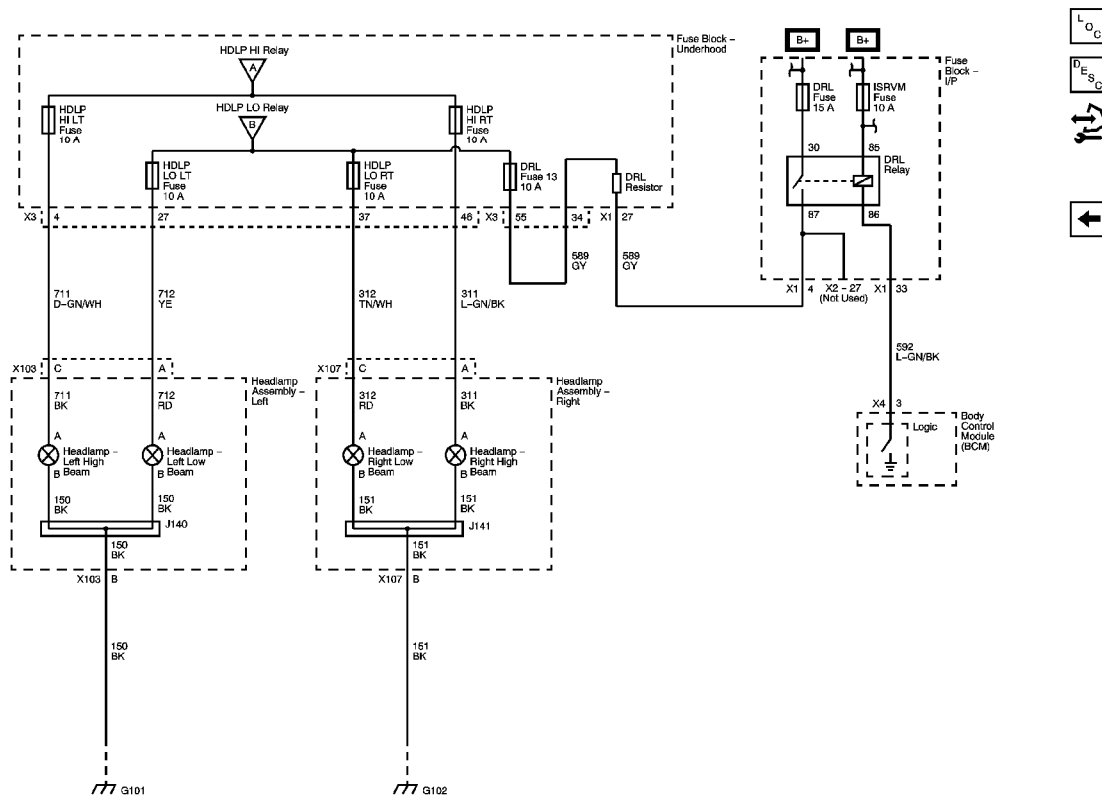 HDLP HI Relay
A
HDLP LO Relay
B
Fuse Block –
Underhood
HDLP
HI LT
Fuse
10 A
HDLP
HI RT
Fuse
10 A
HDLP
LO LT
Fuse
10 A
HDLP
LO RT
Fuse
10 A
DRL
Fuse 13
10 A
DRL
Resistor
X3 4
27
37
46
X3 55
34
X1 27
B+
B+
Fuse
Block –
I/P
DRL
Fuse
15 A
ISRVM
Fuse
10 A
30
85
DRL
Relay
87
86
X1 4
X2 – 27
(Not Used)
X1 33
589
GY
589
GY
711
D-GN/WH
712
YE
312
TN/WH
311
L-GN/BK
592
L-GN/BK
X103 C
A
X107 C
A
Headlamp
Assembly –
Left
Headlamp
Assembly –
Right
711
BK
712
RD
312
RD
311
BK
A
A
A
A
Headlamp –
Left High
Beam
Headlamp –
Left Low
Beam
Headlamp –
Right Low
Beam
Headlamp –
Right High
Beam
B
B
B
B
150
BK
150
BK
151
BK
151
BK
J140
J141
150
BK
151
BK
X103 B
X107 B
150
BK
151
BK
G101
G102
X4 3
Logic
Body
Control
Module
(BCM)
L
O
C
D
E
S
C